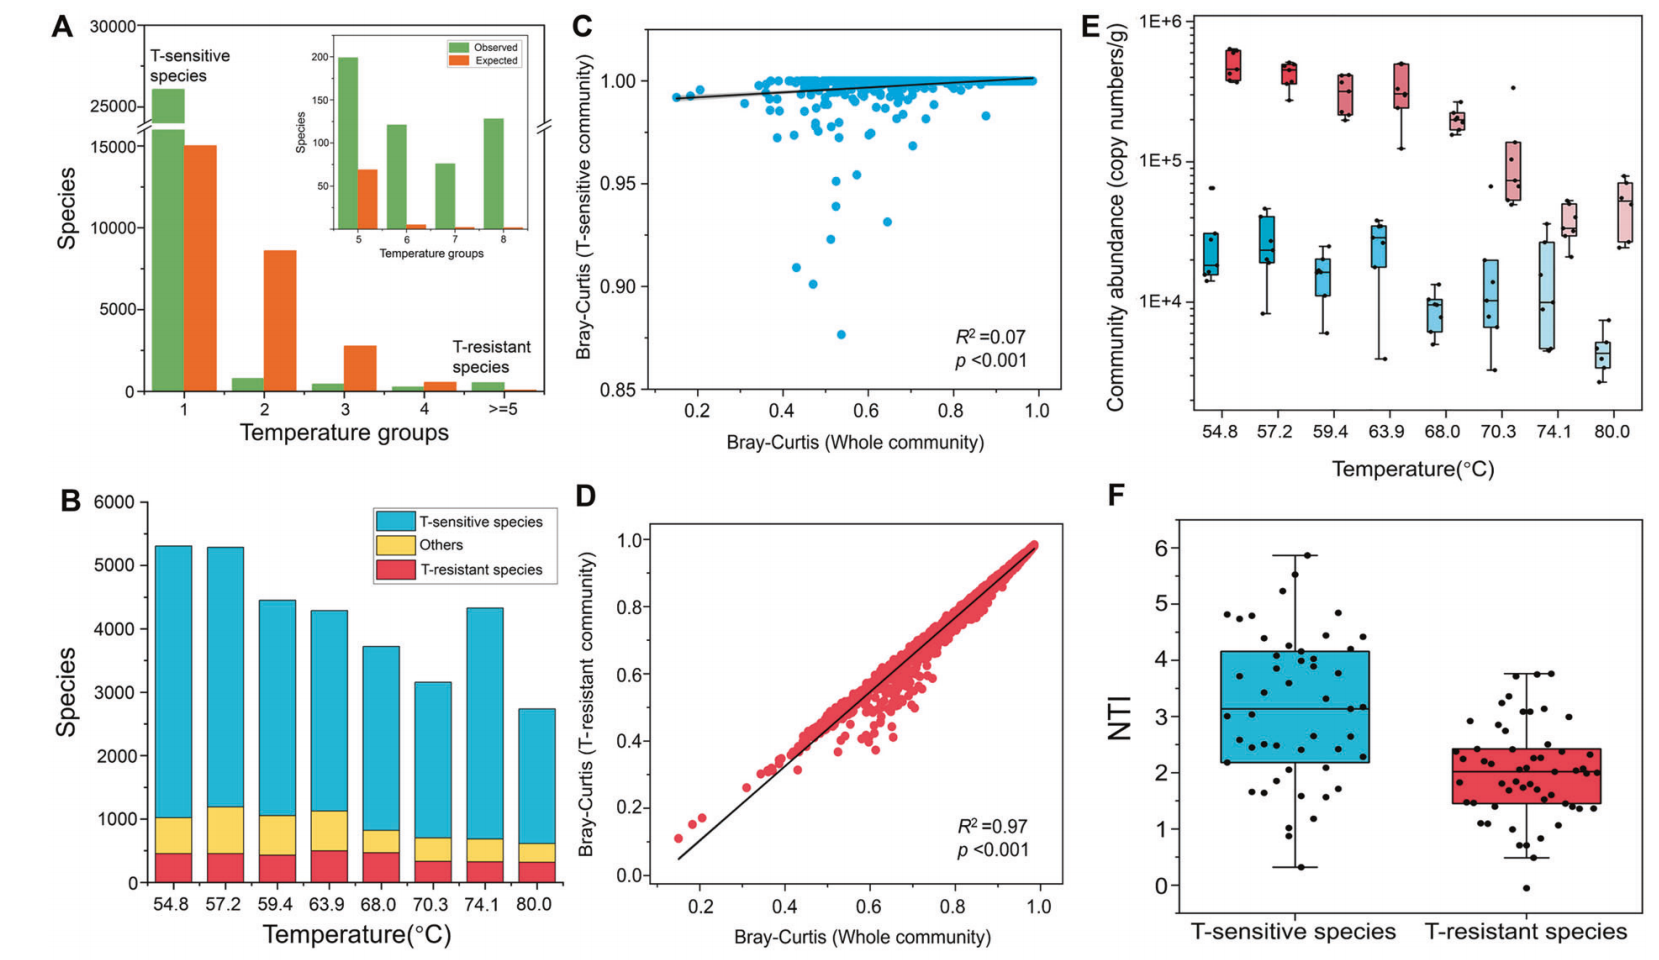 A
30000
25000
15000
10000
5000
0
Species
T-sensitive
species
T-resistant
species
1
2
3
4
>=5
Temperature groups
200
150
100
50
Species
Observed
Expected
5
6
7
8
Temperature groups
B
6000
5000
4000
3000
2000
1000
0
Species
T-sensitive species
Others
T-resistant species
54.8
57.2
59.4
63.9
68.0
70.3
74.1
80.0
Temperature(°C)
C
1.00
0.95
0.90
0.85
Bray-Curtis (T-sensitive community)
R²=0.07
p <0.001
0.2
0.4
0.6
0.8
1.0
Bray-Curtis (Whole community)
D
1.0
0.8
0.6
0.4
0.2
0.0
Bray-Curtis (T-resistant community)
R²=0.97
p <0.001
0.2
0.4
0.6
0.8
1.0
Bray-Curtis (Whole community)
E
1E+6
1E+5
1E+4
Community abundance (copy numbers/g)
54.8
57.2
59.4
63.9
68.0
70.3
74.1
80.0
Temperature(°C)
F
6
5
4
3
2
1
0
NTI
T-sensitive species
T-resistant species